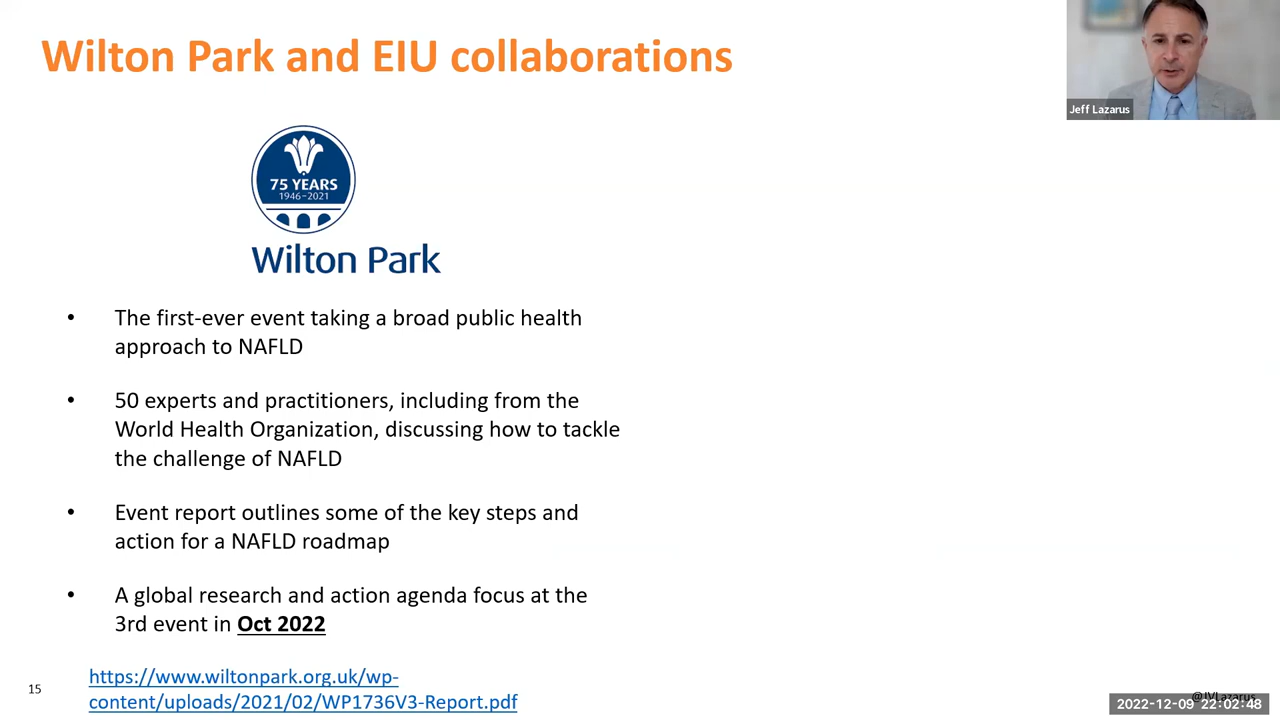 Wilton Park and EIU collaborations
Jeff Lazarus
75 YEARS
1946-2021
Wilton Park
• The first-ever event taking a broad public health
approach to NAFLD
• 50 experts and practitioners, including from the
World Health Organization, discussing how to tackle
the challenge of NAFLD
• Event report outlines some of the key steps and
action for a NAFLD roadmap
• A global research and action agenda focus at the
3rd event in Oct 2022
https://www.wiltonpark.org.uk/wp-
content/uploads/2021/02/WP1736V3-Report.pdf
15
@JVLazarus
2022-12-09 22:02:48